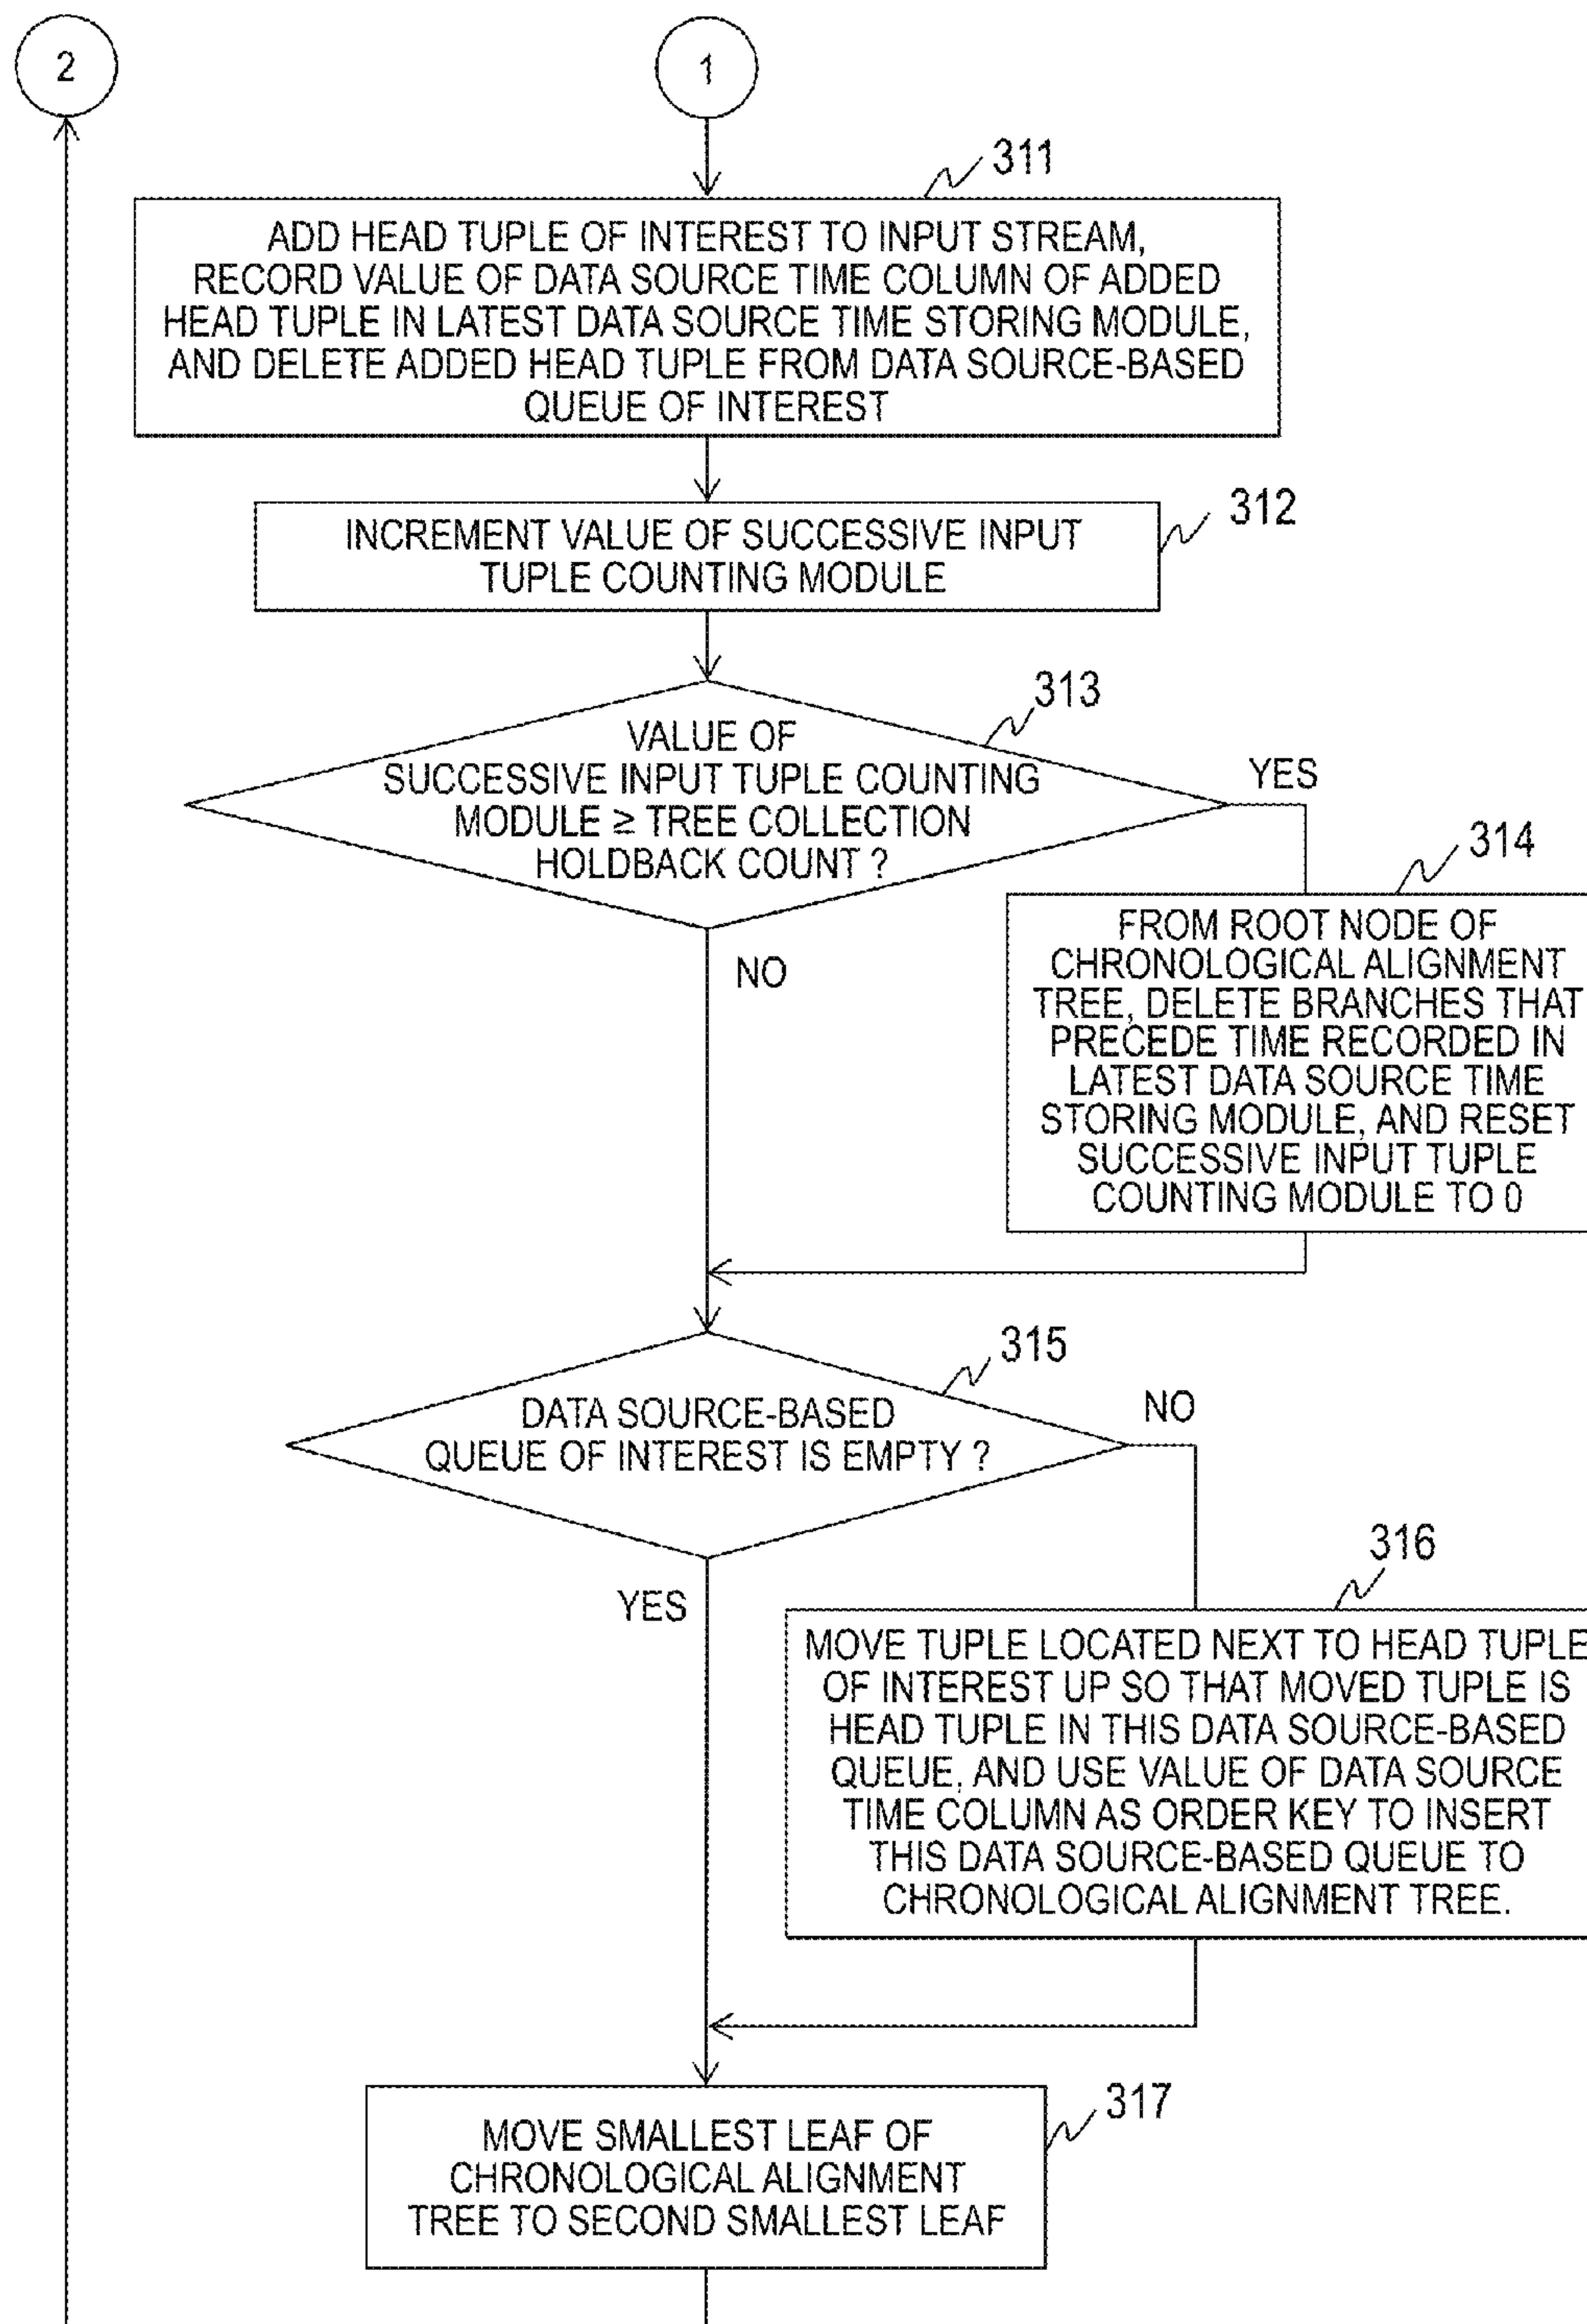 2
1
311
ADD HEAD TUPLE OF INTEREST TO INPUT STREAM,
RECORD VALUE OF DATA SOURCE TIME COLUMN OF ADDED
HEAD TUPLE IN LATEST DATA SOURCE TIME STORING MODULE,
AND DELETE ADDED HEAD TUPLE FROM DATA SOURCE-BASED
QUEUE OF INTEREST
312
INCREMENT VALUE OF SUCCESSIVE INPUT
TUPLE COUNTING MODULE
313
VALUE OF
SUCCESSIVE INPUT TUPLE COUNTING
MODULE ≥ TREE COLLECTION
HOLDBACK COUNT ?
YES
NO
314
FROM ROOT NODE OF
CHRONOLOGICAL ALIGNMENT
TREE, DELETE BRANCHES THAT
PRECEDE TIME RECORDED IN
LATEST DATA SOURCE TIME
STORING MODULE, AND RESET
SUCCESSIVE INPUT TUPLE
COUNTING MODULE TO 0
315
DATA SOURCE-BASED
QUEUE OF INTEREST IS EMPTY ?
NO
YES
316
MOVE TUPLE LOCATED NEXT TO HEAD TUPLE
OF INTEREST UP SO THAT MOVED TUPLE IS
HEAD TUPLE IN THIS DATA SOURCE-BASED
QUEUE, AND USE VALUE OF DATA SOURCE
TIME COLUMN AS ORDER KEY TO INSERT
THIS DATA SOURCE-BASED QUEUE TO
CHRONOLOGICAL ALIGNMENT TREE.
317
MOVE SMALLEST LEAF OF
CHRONOLOGICAL ALIGNMENT
TREE TO SECOND SMALLEST LEAF